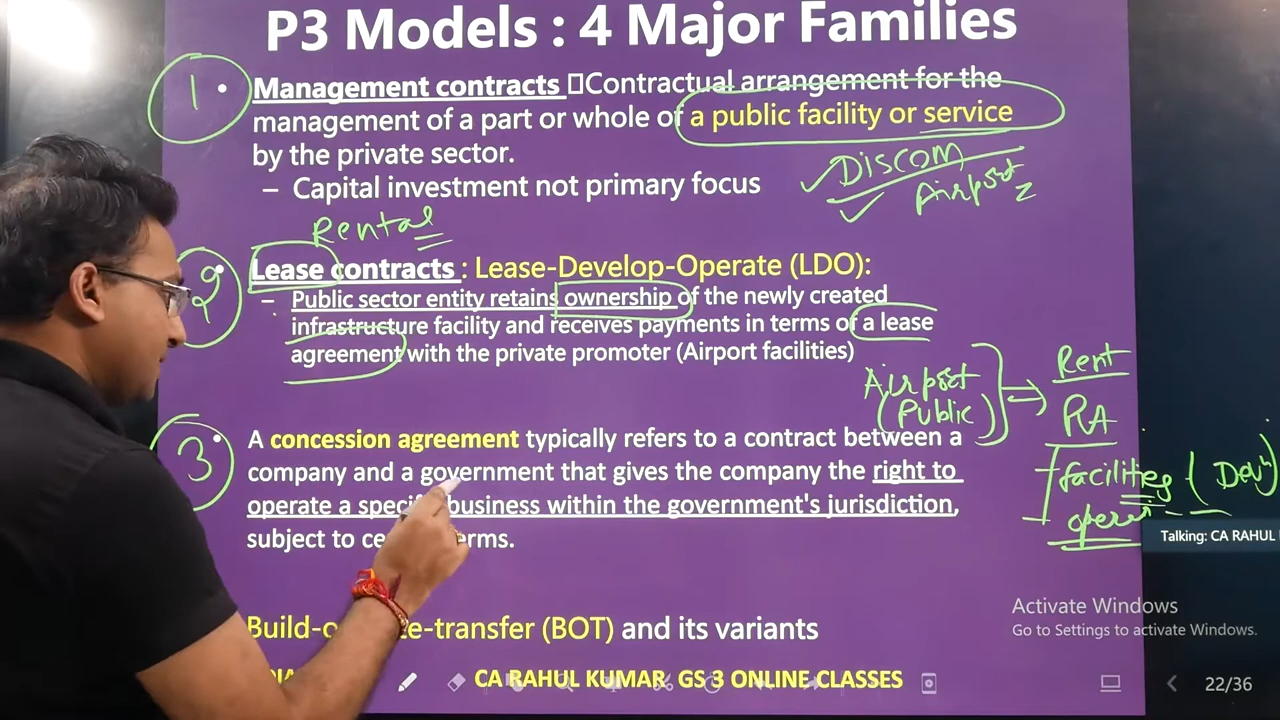 P3 Models : 4 Major Families
1
• Management contracts Contractual arrangement for the
management of a part or whole of a public facility or service
by the private sector.
– Capital investment not primary focus
DISCOM
Airport
Rental
2
• Lease contracts : Lease-Develop-Operate (LDO):
– Public sector entity retains ownership of the newly created
infrastructure facility and receives payments in terms of a lease
agreement with the private promoter (Airport facilities)
Airport
(Public)
Rent
RA
facilities (Devn)
3
• A concession agreement typically refers to a contract between a
company and a government that gives the company the right to
operate a business within the government's jurisdiction,
subject to
Talking: CA RAHUL
Build- -transfer (BOT) and its variants
Activate Windows
Go to Settings to activate Windows.
CA RAHUL KUMAR GS 3 ONLINE CLASSES
22/36